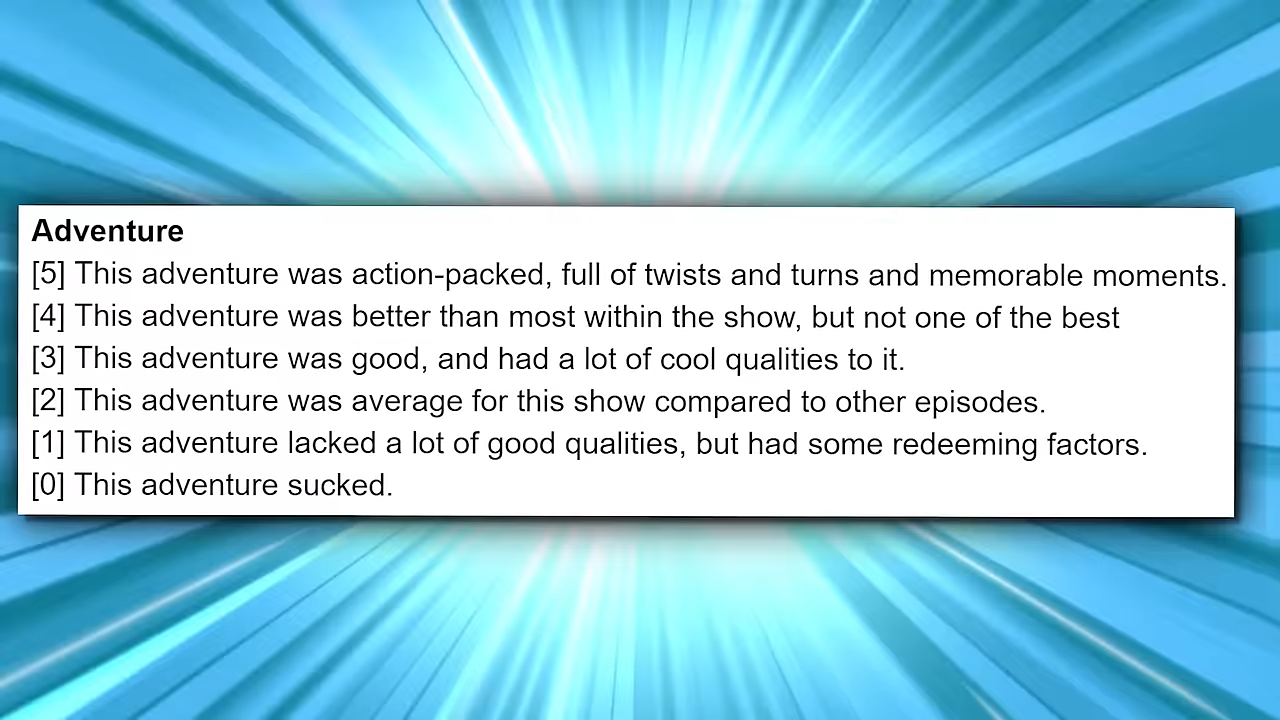 Adventure
[5] This adventure was action-packed, full of twists and turns and memorable moments.
[4] This adventure was better than most within the show, but not one of the best
[3] This adventure was good, and had a lot of cool qualities to it.
[2] This adventure was average for this show compared to other episodes.
[1] This adventure lacked a lot of good qualities, but had some redeeming factors.
[0] This adventure sucked.